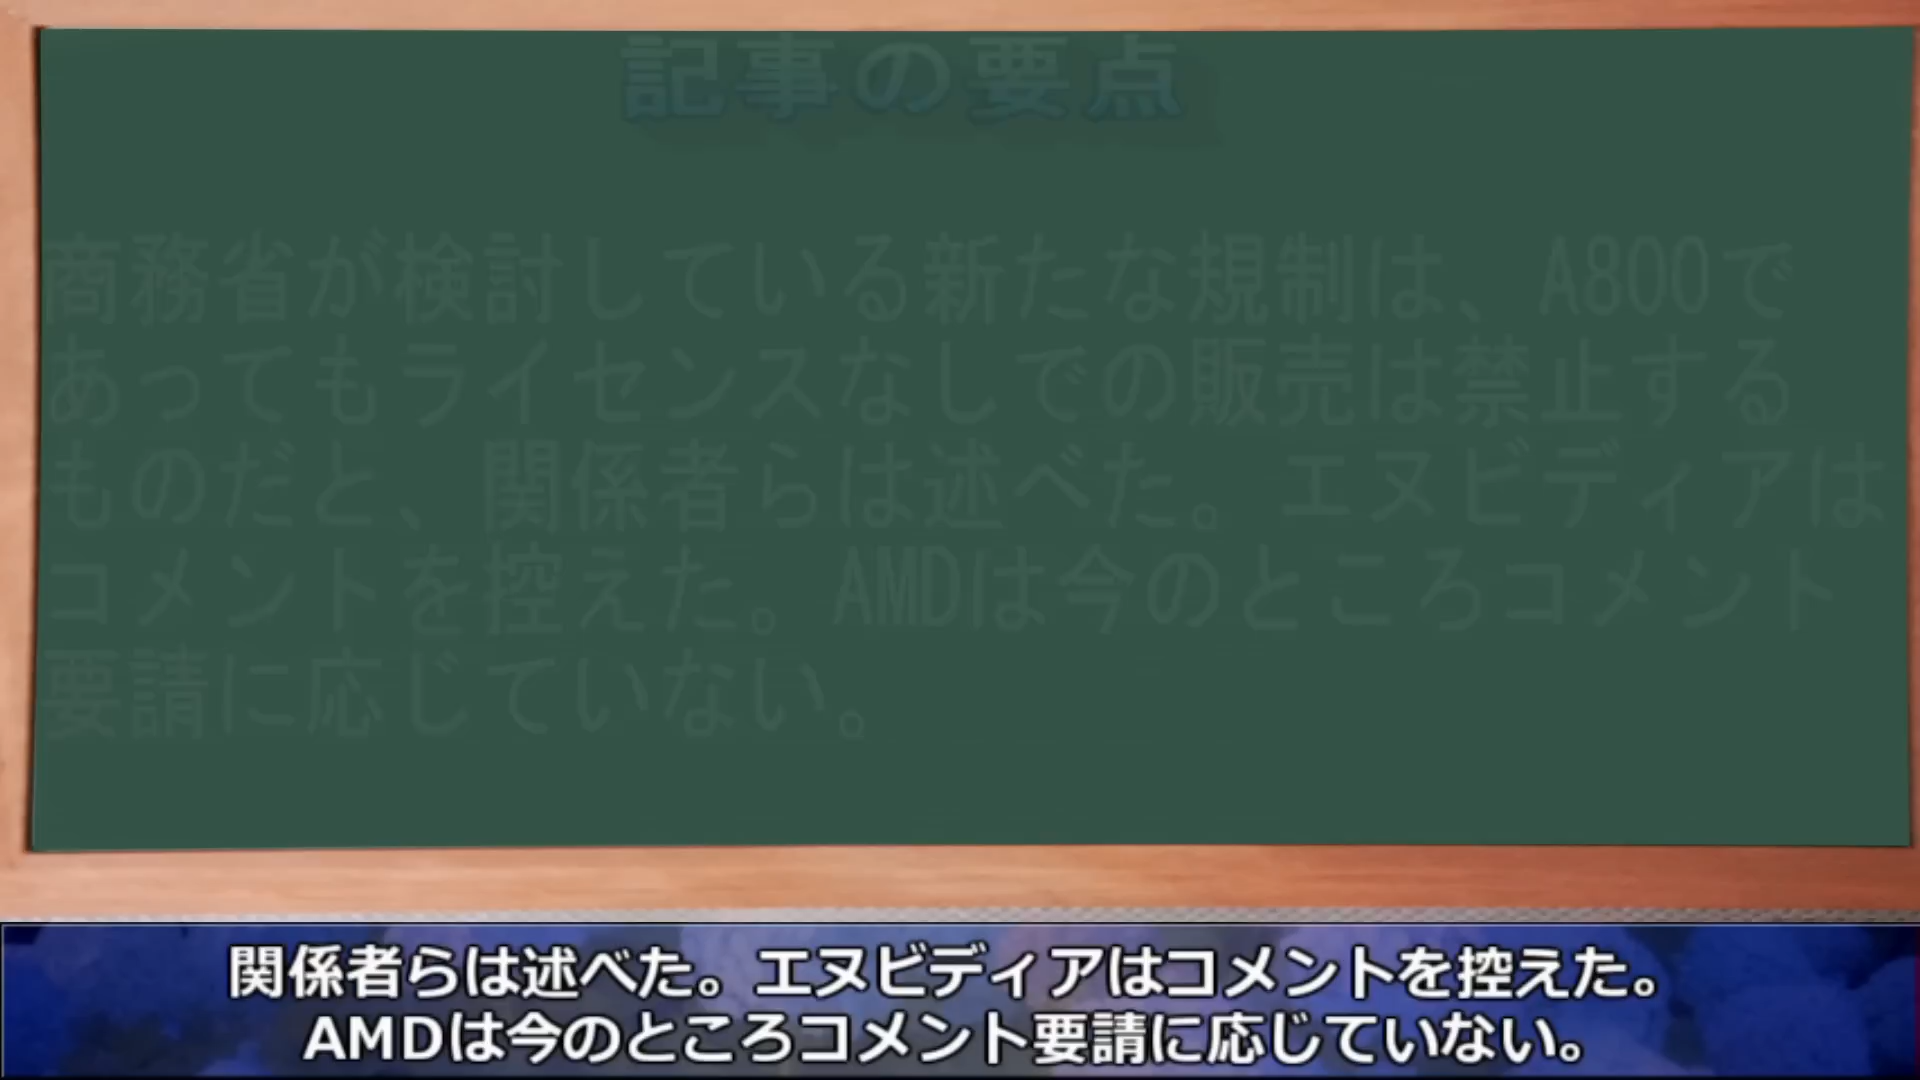 記事の要点
商務省が検討している新たな規制は、A800で
あってもライセンスなしでの販売は禁止する
ものだと、関係者らは述べた。エヌビディアは
コメントを控えた。AMDは今のところコメント
要請に応じていない。
関係者らは述べた。エヌビディアはコメントを控えた。
AMDは今のところコメント要請に応じていない。